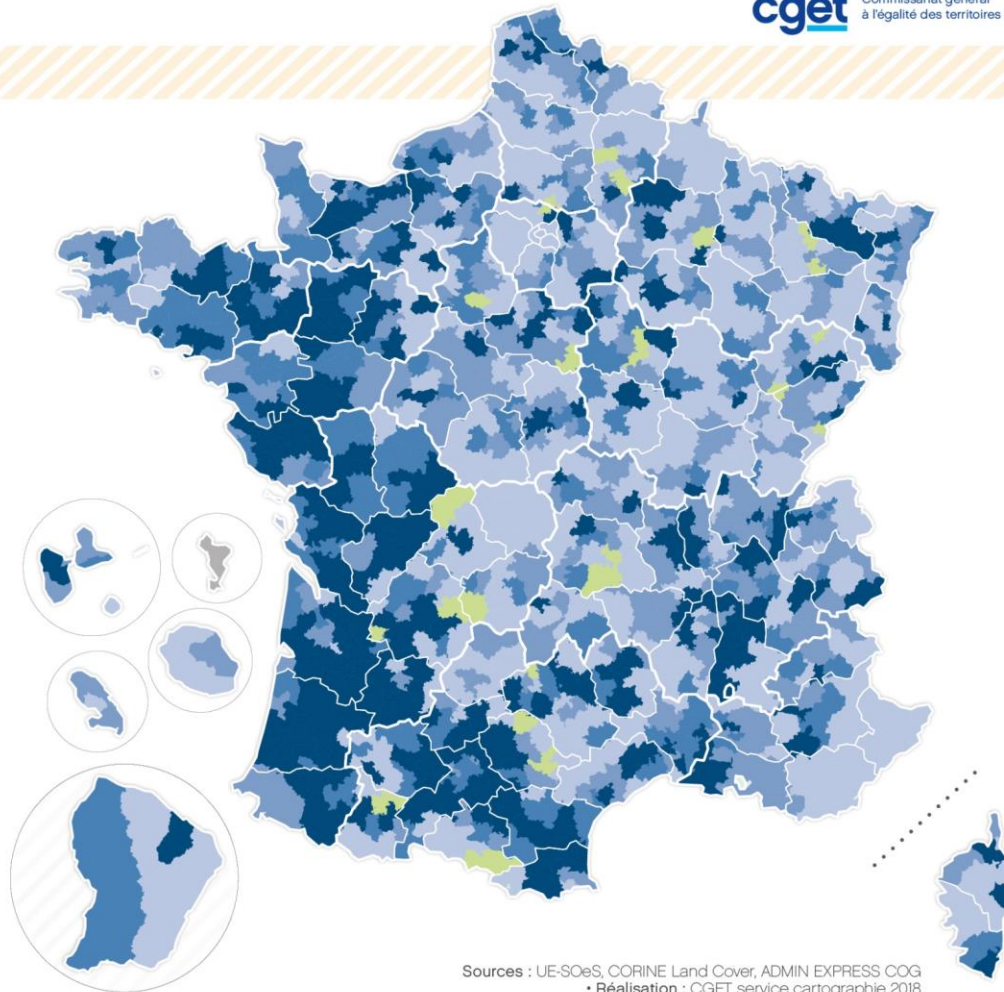 cget
Commissariat général
à l'égalité des territoires
Sources : UE-SOeS, CORINE Land Cover, ADMIN EXPRESS COG
• Réalisation : CGET service cartographie 2018